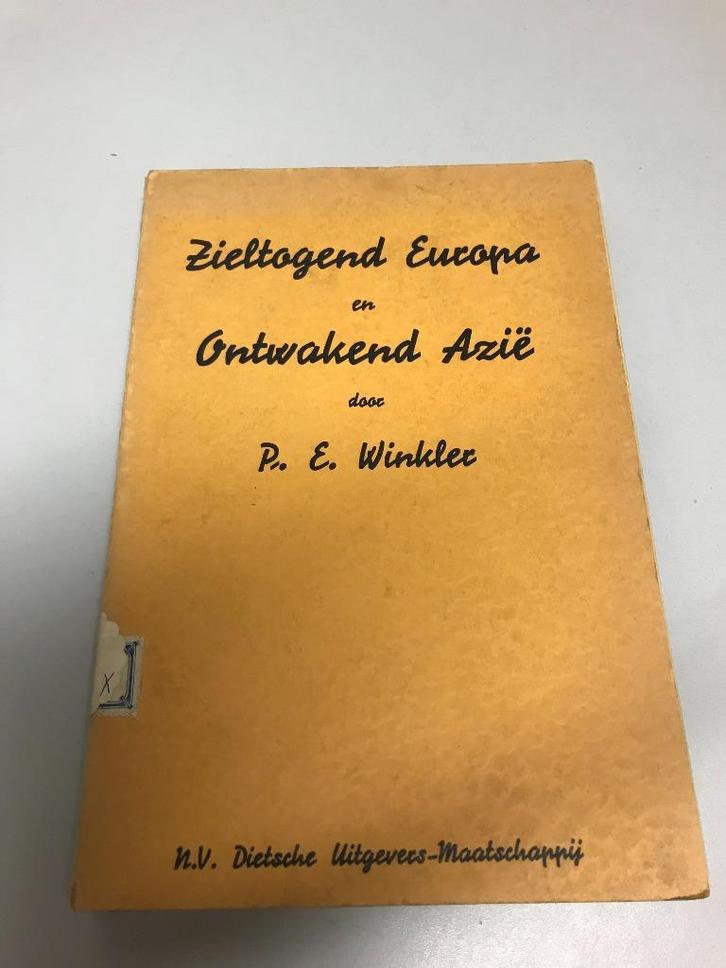 Zieltogend Europa
en
Ontwakend Azië
door
P. E. Winkler
X
N.V. Dietsche Uitgevers-Maatschappij